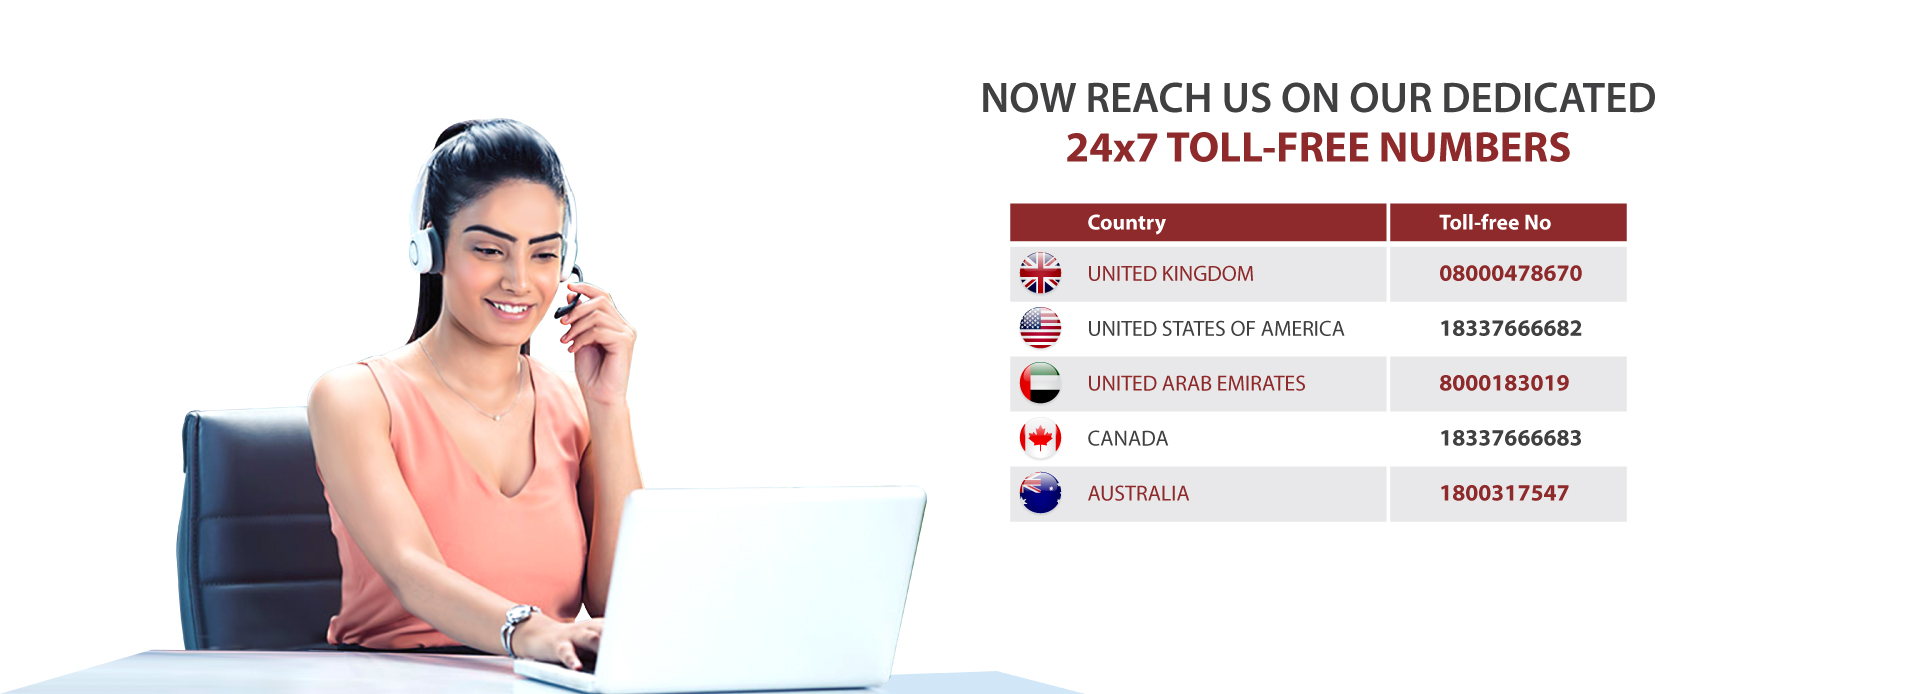 NOW REACH US ON OUR DEDICATED
24x7 TOLL-FREE NUMBERS
Country Toll-free No
UNITED KINGDOM 08000478670
UNITED STATES OF AMERICA 18337666682
UNITED ARAB EMIRATES 8000183019
CANADA 18337666683
AUSTRALIA 1800317547